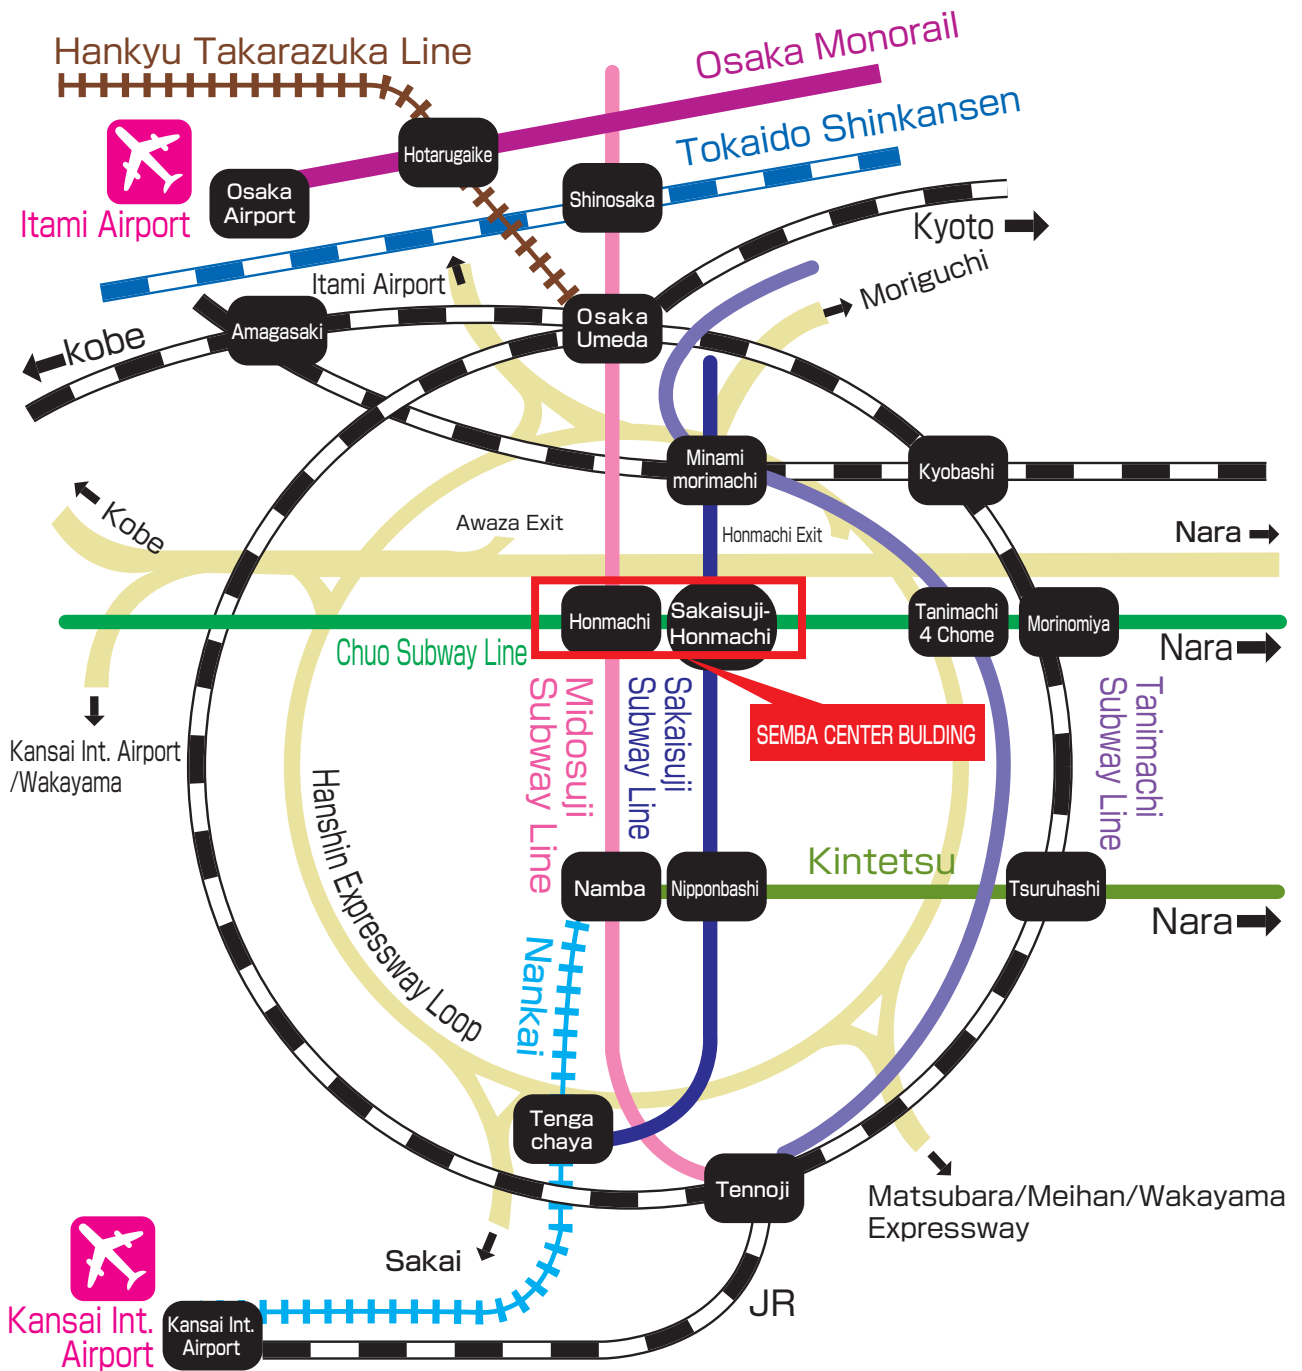 Hankyu Takarazuka Line
Osaka Monorail
Tokaido Shinkansen
Hotarugaike
Osaka
Airport
Itami Airport
Shinosaka
Kyoto
Itami Airport
Moriguchi
Osaka
Umeda
Amagasaki
kobe
Minami
morimachi
Kyobashi
Kobe
Awaza Exit
Honmachi Exit
Nara
Honmachi
Sakaisuji-
Honmachi
Tanimachi
4 Chome
Morinomiya
Chuo Subway Line
Nara
Midosuji
Subway Line
Sakaisuji
Subway Line
SEMBA CENTER BULDING
Tanimachi
Subway Line
Kansai Int. Airport
/Wakayama
Hanshin Expressway Loop
Kintetsu
Namba
Nipponbashi
Tsuruhashi
Nara
Nankai
Tenga
chaya
Tennoji
Matsubara/Meihan/Wakayama
Expressway
Sakai
JR
Kansai Int.
Airport
Kansai Int.
Airport